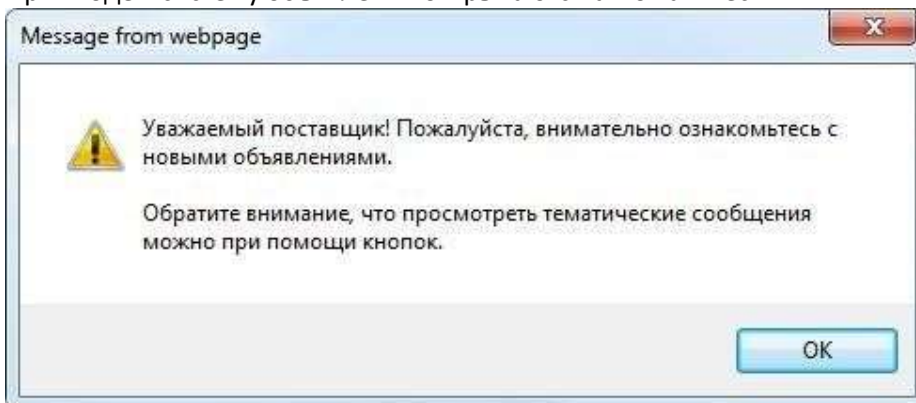 Message from webpage
Уважаемый поставщик! Пожалуйста, внимательно ознакомьтесь с
новыми объявлениями.
Обратите внимание, что просмотреть тематические сообщения
можно при помощи кнопок.
OK